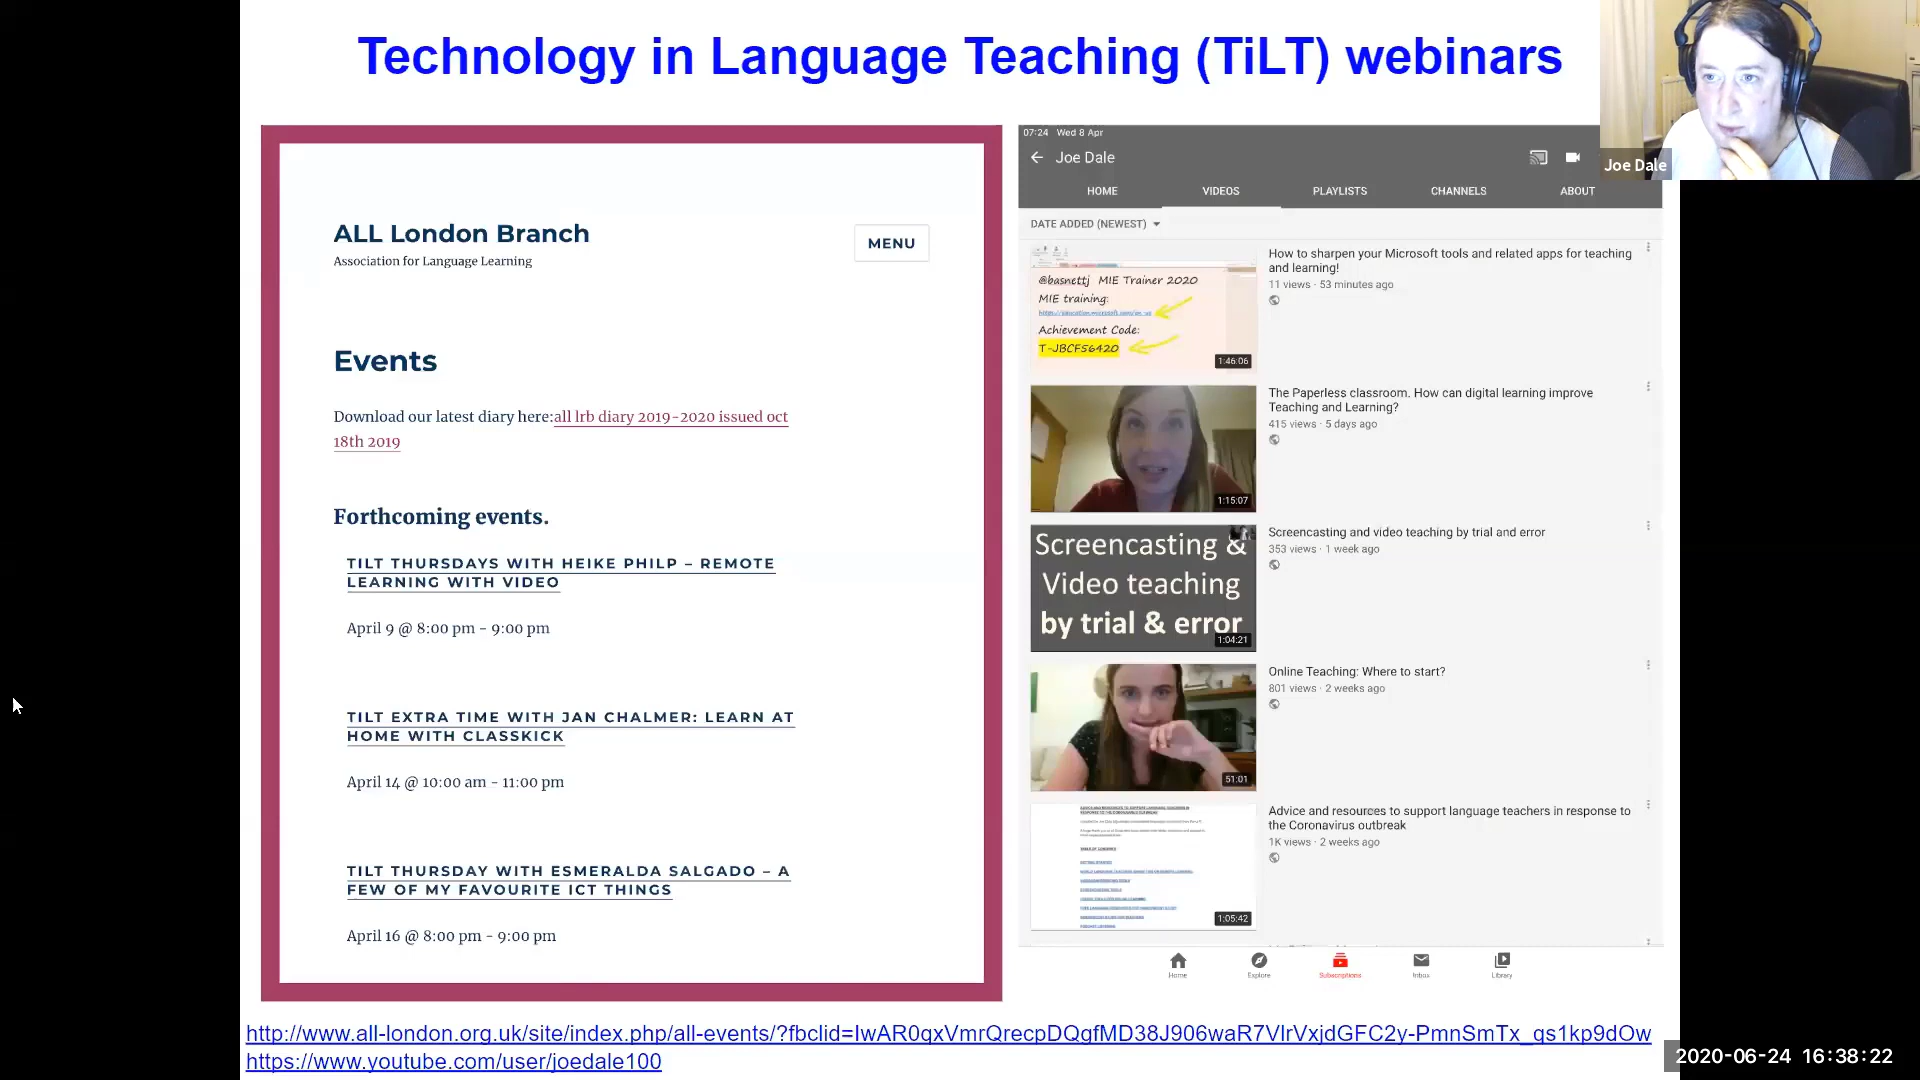 Technology in Language Teaching (TiLT) webinars
Joe Dale
ALL London Branch
Association for Language Learning
MENU
Events
Download our latest diary here:all lrb diary 2019-2020 issued oct
18th 2019
Forthcoming events.
TILT THURSDAYS WITH HEIKE PHILP – REMOTE
LEARNING WITH VIDEO
April 9 @ 8:00 pm - 9:00 pm
TILT EXTRA TIME WITH JAN CHALMER: LEARN AT
HOME WITH CLASSKICK
April 14 @ 10:00 am - 11:00 pm
TILT THURSDAY WITH ESMERALDA SALGADO – A
FEW OF MY FAVOURITE ICT THINGS
April 16 @ 8:00 pm - 9:00 pm
07:24 Wed 8 Apr
Joe Dale
HOME VIDEOS PLAYLISTS CHANNELS ABOUT
DATE ADDED (NEWEST)
@basnettj MIE Trainer 2020
MIE training:
Achievement Code:
T-JBCF56420
1:46:06
How to sharpen your Microsoft tools and related apps for teaching
and learning!
11 views · 53 minutes ago
1:15:07
The Paperless classroom. How can digital learning improve
Teaching and Learning?
415 views · 5 days ago
Screencasting &
Video teaching
by trial & error
1:04:21
Screencasting and video teaching by trial and error
353 views · 1 week ago
51:01
Online Teaching: Where to start?
801 views · 2 weeks ago
1:05:42
Advice and resources to support language teachers in response to
the Coronavirus outbreak
1K views · 2 weeks ago
Home Explore Subscriptions Inbox Library
http://www.all-london.org.uk/site/index.php/all-events/?fbclid=IwAR0qxVmrQrecpDQgfMD38J906waR7VlrVxjdGFC2y-PmnSmTx_qs1kp9dOw
https://www.youtube.com/user/joedale100
2020-06-24 16:38:22